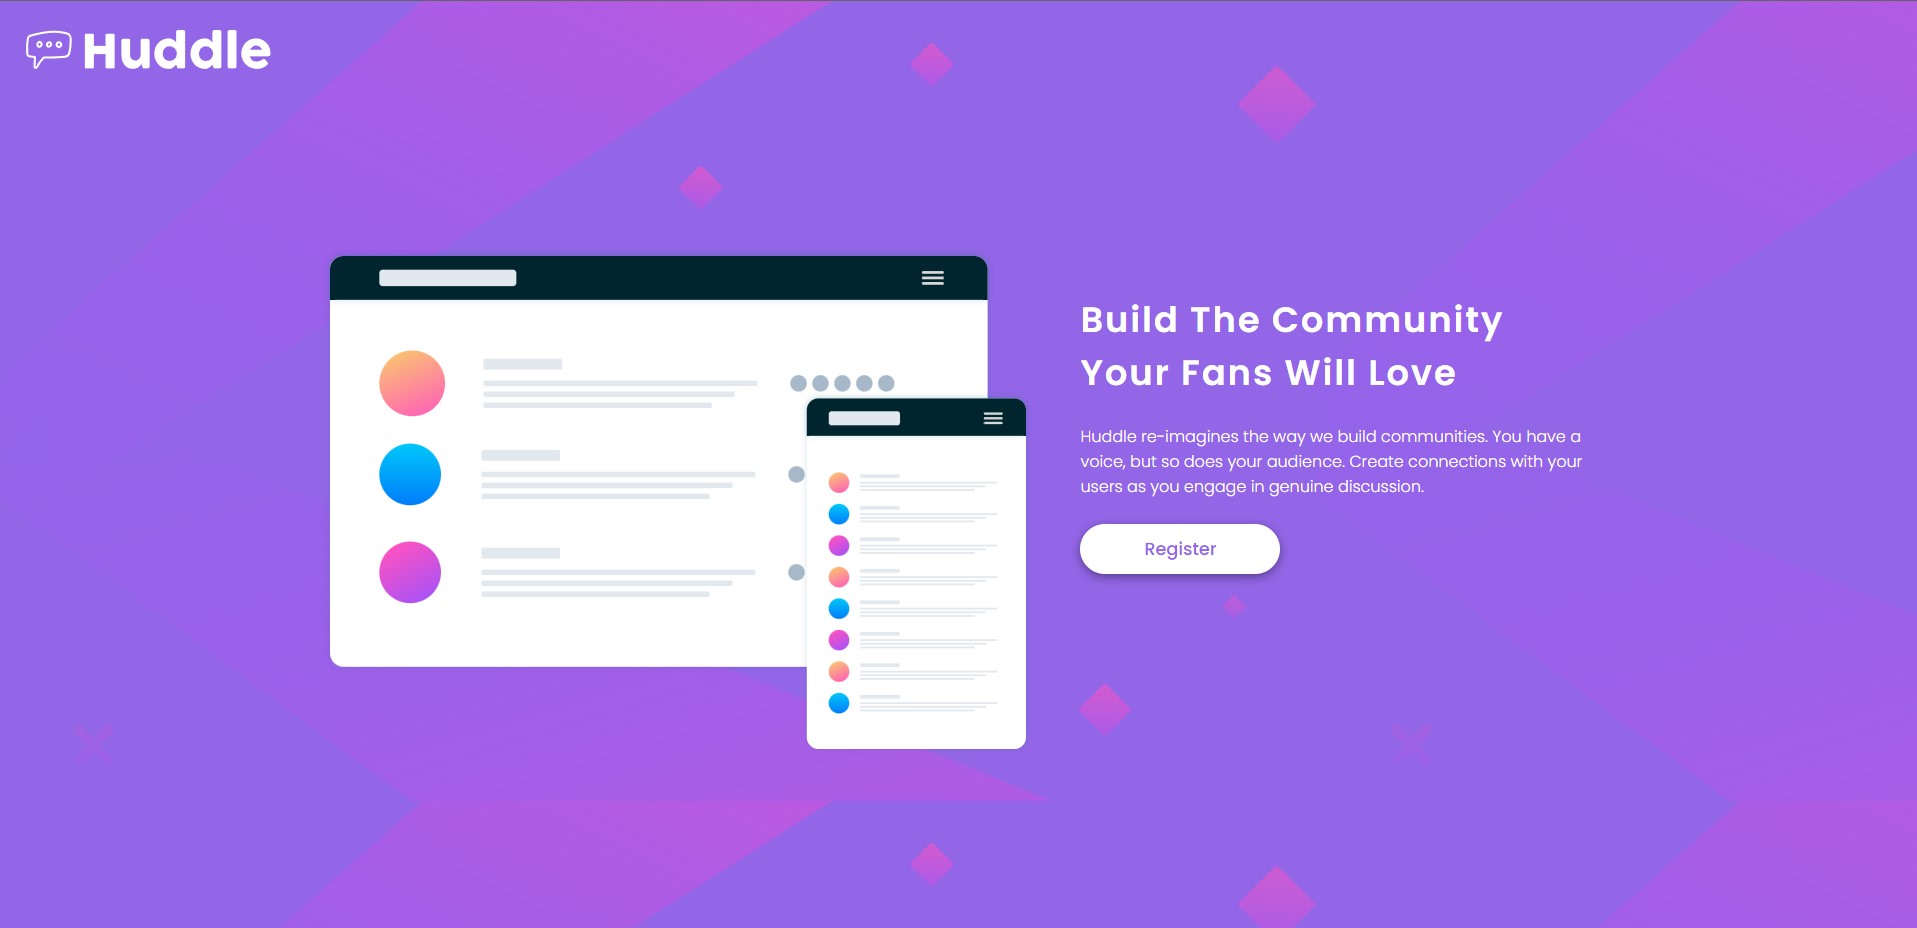 Huddle
Build The Community
Your Fans Will Love
Huddle re-imagines the way we build communities. You have a
voice, but so does your audience. Create connections with your
users as you engage in genuine discussion.
Register